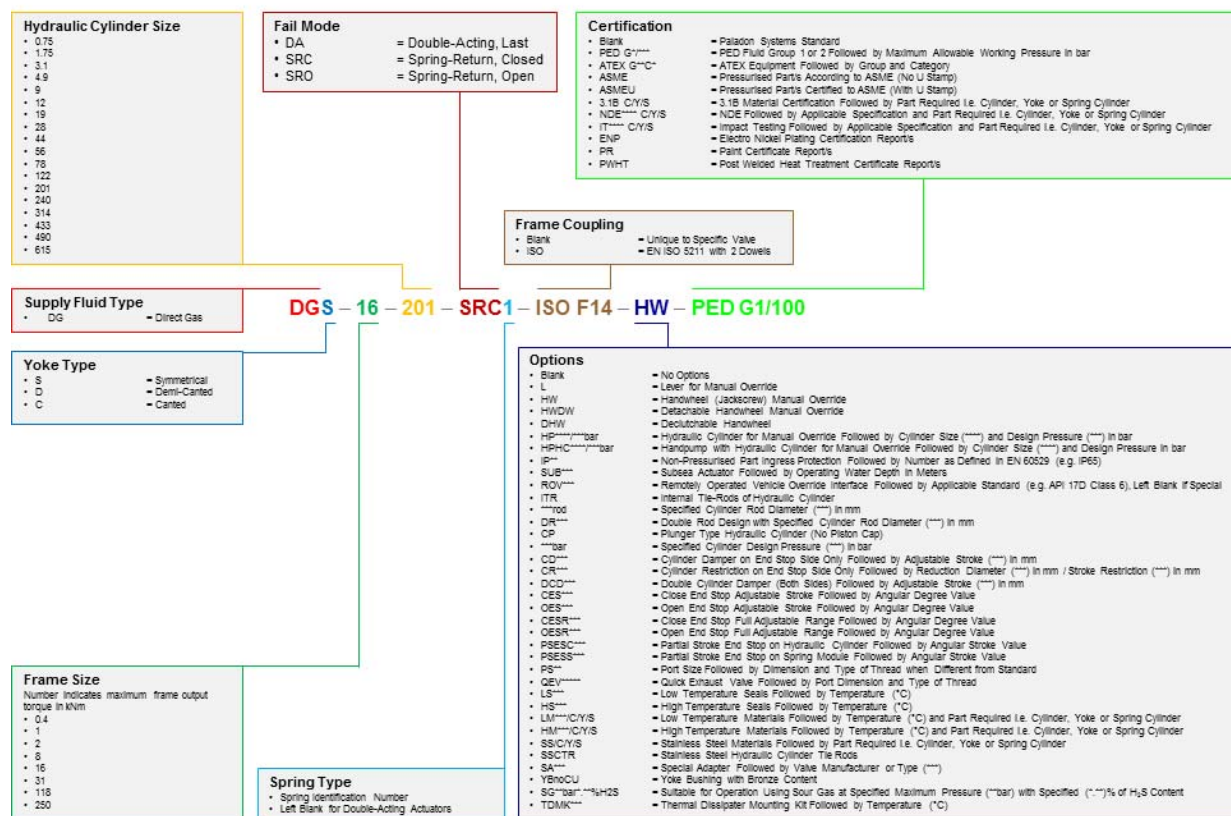 Hydraulic Cylinder Size
• 0.75
• 1.75
• 3.1
• 4.9
• 9
• 12
• 19
• 28
• 44
• 56
• 78
• 122
• 201
• 240
• 314
• 433
• 490
• 615
Fail Mode
• DA = Double-Acting, Last
• SRC = Spring-Return, Closed
• SRO = Spring-Return, Open
Certification
• Blank = Paladon Systems Standard
• PED G*/*** = PED Fluid Group 1 or 2 Followed by Maximum Allowable Working Pressure in bar
• ATEX G**C* = ATEX Equipment Followed by Group and Category
• ASME = Pressurised Part/s According to ASME (No U Stamp)
• ASMEU = Pressurised Part/s Certified to ASME (With U Stamp)
• 3.1B C/Y/S = 3.1B Material Certification Followed by Part Required i.e. Cylinder, Yoke or Spring Cylinder
• NDE**** C/Y/S = NDE Followed by Applicable Specification and Part Required i.e. Cylinder, Yoke or Spring Cylinder
• IT**** C/Y/S = Impact Testing Followed by Applicable Specification and Part Required i.e. Cylinder, Yoke or Spring Cylinder
• ENP = Electro Nickel Plating Certification Report/s
• PR = Paint Certificate Report/s
• PWHT = Post Welded Heat Treatment Certificate Report/s
Frame Coupling
• Blank = Unique to Specific Valve
• ISO = EN ISO 5211 with 2 Dowels
Supply Fluid Type
• DG = Direct Gas
DGS – 16 – 201 – SRC1 – ISO F14 – HW – PED G1/100
Yoke Type
• S = Symmetrical
• D = Demi-Canted
• C = Canted
Options
• Blank = No Options
• L = Lever for Manual Override
• HW = Handwheel (Jackscrew) Manual Override
• HWDW = Detachable Handwheel Manual Override
• DHW = Declutchable Handwheel
• HP****/***bar = Hydraulic Cylinder for Manual Override Followed by Cylinder Size (****) and Design Pressure (***) in bar
• HPHC****/***bar = Handpump with Hydraulic Cylinder for Manual Override Followed by Cylinder Size (****) and Design Pressure in bar
• IP** = Non-Pressurised Part Ingress Protection Followed by Number as Defined in EN 60529 (e.g. IP65)
• SUB*** = Subsea Actuator Followed by Operating Water Depth in Meters
• ROV*** = Remotely Operated Vehicle Override Interface Followed by Applicable Standard (e.g. API 17D Class 6), Left Blank if Special
• ITR = Internal Tie-Rods of Hydraulic Cylinder
• ***rod = Specified Cylinder Rod Diameter (***) in mm
• DR*** = Double Rod Design with Specified Cylinder Rod Diameter (***) in mm
• CP = Plunger Type Hydraulic Cylinder (No Piston Cap)
• ***bar = Specified Cylinder Design Pressure (***) in bar
• CD*** = Cylinder Damper on End Stop Side Only Followed by Adjustable Stroke (***) in mm
• CR*** = Cylinder Restriction on End Stop Side Only Followed by Reduction Diameter (***) in mm / Stroke Restriction (***) in mm
• DCD*** = Double Cylinder Damper (Both Sides) Followed by Adjustable Stroke (***) in mm
• CES*** = Close End Stop Adjustable Stroke Followed by Angular Degree Value
• OES*** = Open End Stop Adjustable Stroke Followed by Angular Degree Value
• CESR*** = Close End Stop Full Adjustable Range Followed by Angular Degree Value
• OESR*** = Open End Stop Full Adjustable Range Followed by Angular Degree Value
• PSESC*** = Partial Stroke End Stop on Hydraulic Cylinder Followed by Angular Stroke Value
• PSESS*** = Partial Stroke End Stop on Spring Module Followed by Angular Stroke Value
• PS** = Port Size Followed by Dimension and Type of Thread when Different from Standard
• QEV***** = Quick Exhaust Valve Followed by Port Dimension and Type of Thread
• LS*** = Low Temperature Seals Followed by Temperature (°C)
• HS*** = High Temperature Seals Followed by Temperature (°C)
• LM***/C/Y/S = Low Temperature Materials Followed by Temperature (°C) and Part Required i.e. Cylinder, Yoke or Spring Cylinder
• HM***/C/Y/S = High Temperature Materials Followed by Temperature (°C) and Part Required i.e. Cylinder, Yoke or Spring Cylinder
• SS/C/Y/S = Stainless Steel Materials Followed by Part Required i.e. Cylinder, Yoke or Spring Cylinder
• SSCTR = Stainless Steel Hydraulic Cylinder Tie Rods
• SA*** = Special Adapter Followed by Valve Manufacturer or Type (***)
• YBnoCU = Yoke Bushing with Bronze Content
• SG**bar*.**%H2S = Suitable for Operation Using Sour Gas at Specified Maximum Pressure (**bar) with Specified (*.**)% of H₂S Content
• TDMK*** = Thermal Dissipater Mounting Kit Followed by Temperature (°C)
Frame Size
Number indicates maximum frame output
torque in kNm
• 0.4
• 1
• 2
• 8
• 16
• 31
• 118
• 250
Spring Type
• Spring Identification Number
• Left Blank for Double-Acting Actuators